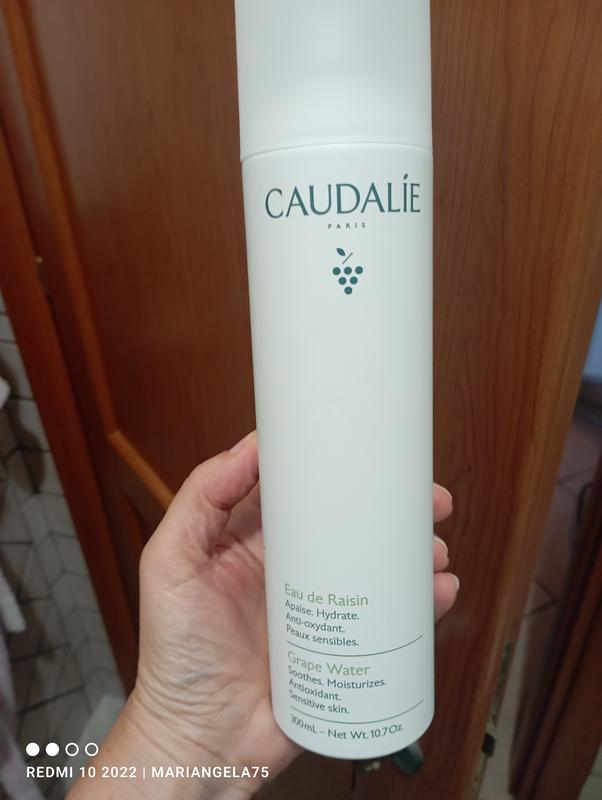 CAUDALÍE
PARIS
Eau de Raisin
Apaise. Hydrate.
Anti-oxydant.
Peaux sensibles.
Grape Water
Soothes. Moisturizes.
Antioxidant.
Sensitive skin.
300mL – Net Wt. 10.7 Oz.
REDMI 10 2022 | MARIANGELA75